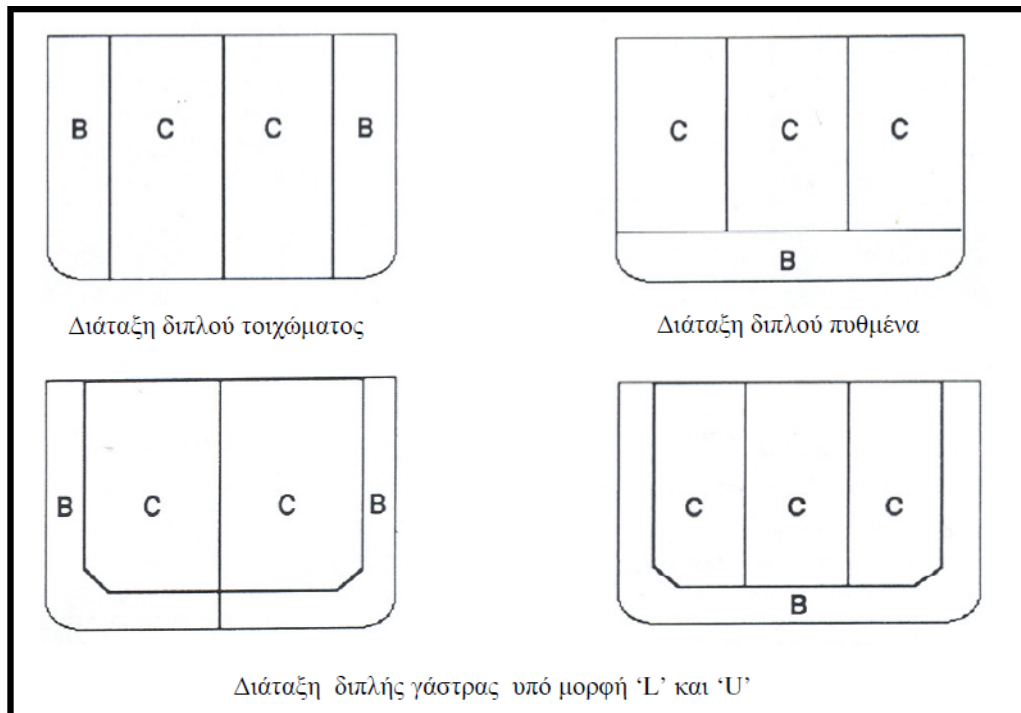 B C C B
C C C
B
Διάταξη διπλού τοιχώματος
Διάταξη διπλού πυθμένα
B C C B
C C C
B
Διάταξη διπλής γάστρας υπό μορφή ‘L’ και ‘U’